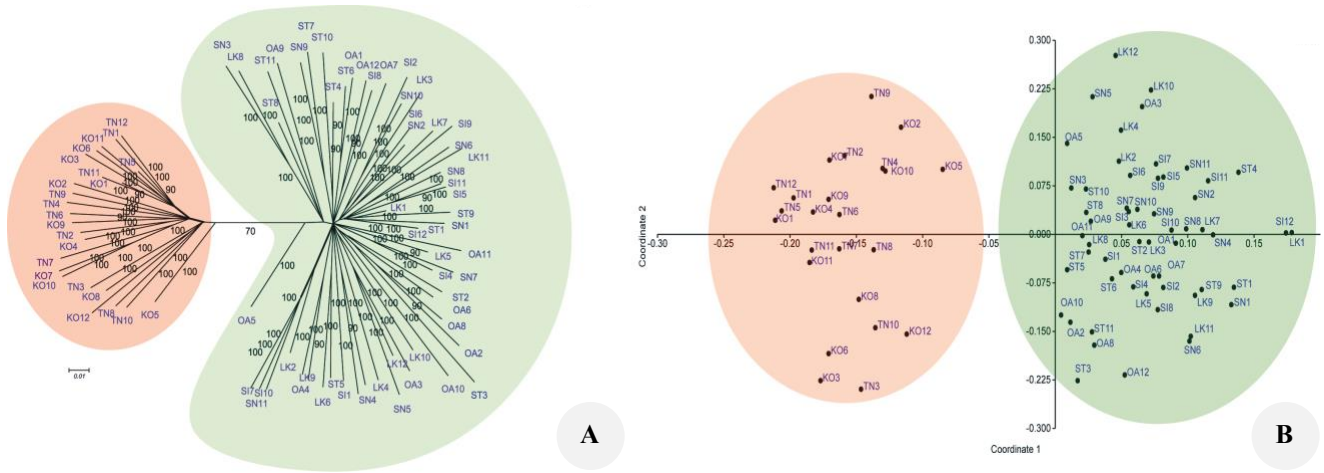 ST7
ST10
SN3
LK8
OA9
ST11
SN9
OA1
ST6
OA12
OA7
SI8
SI2
LK3
ST4
ST8
SN10
SI6
SN2
LK7
SI9
SN6
LK11
SN8
SI11
SI5
LK1
ST9
ST1
SN1
SI12
LK5
OA11
SI4
SN7
ST2
OA6
OA8
OA2
ST3
OA10
LK10
LK12
OA3
SN5
LK4
SN4
SI1
ST5
LK6
OA4
LK9
LK2
SI7
SI10
SN11
OA5
TN12
TN1
KO11
KO6
KO3
TN5
TN11
KO1
KO2
TN9
TN4
TN6
KO9
TN2
KO4
TN7
KO7
KO10
TN3
KO8
KO12
TN8
TN10
KO5
70
100
90
0.01
A
0.300
0.225
0.150
0.075
0.000
-0.075
-0.150
-0.225
-0.300
-0.30
-0.25
-0.20
-0.15
-0.10
-0.05
0.05
0.10
0.15
Coordinate 2
Coordinate 1
TN9
KO2
TN2
TN4
KO10
KO5
TN12
TN1
KO9
TN5
KO4
TN6
KO1
TN8
KO11
KO8
TN10
KO12
KO6
KO3
TN3
LK12
SN5
LK10
OA3
LK4
OA5
LK2
SI7
SI6
SI5
SI9
SN11
SI11
ST4
SN3
ST10
SN2
ST8
SN7
SN10
SI3
SN9
OA9
LK6
SI10
SN8
LK7
SI12
OA11
OA1
SN4
LK1
LK8
ST2
LK3
ST7
SI1
ST5
OA4
OA6
OA7
ST6
SI4
SI2
ST9
ST1
LK5
LK9
SN1
SI8
OA10
OA2
ST11
OA8
LK11
SN6
ST3
OA12
B